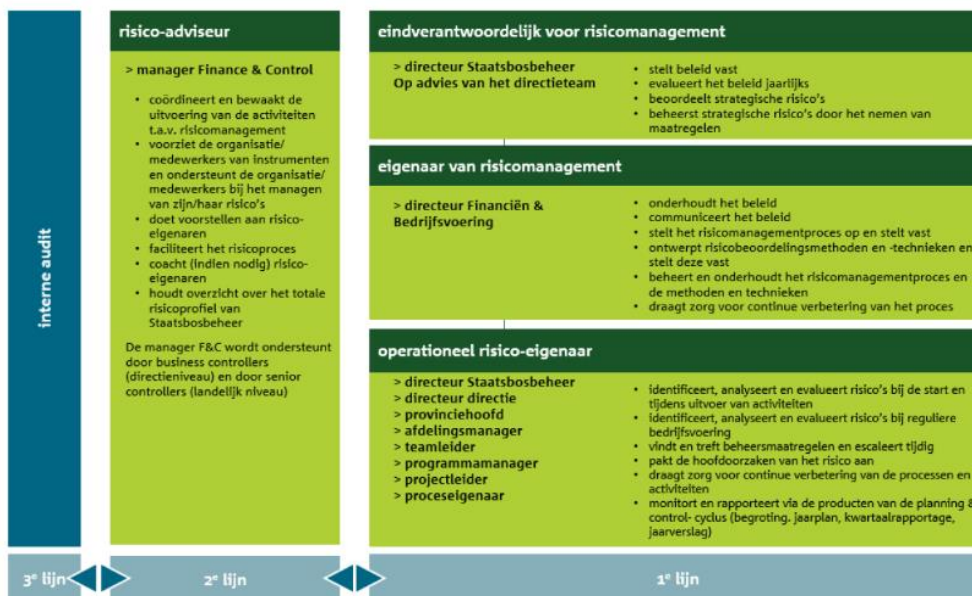 interne audit
risico-adviseur
> manager Finance & Control
• coördineert en bewaakt de
uitvoering van de activiteiten
t.a.v. risicomanagement
• voorziet de organisatie/
medewerkers van instrumenten
en ondersteunt de organisatie/
medewerkers bij het managen
van zijn/haar risico's
• doet voorstellen aan risico-
eigenaren
• faciliteert het risicoproces
• coacht (indien nodig) risico-
eigenaren
• houdt overzicht over het totale
risicoprofiel van
Staatsbosbeheer
De manager F&C wordt ondersteunt
door business controllers
(directieniveau) en door senior
controllers (landelijk niveau)
eindverantwoordelijk voor risicomanagement
> directeur Staatsbosbeheer
Op advies van het directieteam
• stelt beleid vast
• evalueert het beleid jaarlijks
• beoordeelt strategische risico's
• beheerst strategische risico's door het nemen van
maatregelen
eigenaar van risicomanagement
> directeur Financiën &
Bedrijfsvoering
• onderhoudt het beleid
• communiceert het beleid
• stelt het risicomanagementproces op en stelt vast
• ontwerpt risicobeoordelingsmethoden en -technieken en
stelt deze vast
• beheert en onderhoudt het risicomanagementproces en
de methoden en technieken
• draagt zorg voor continue verbetering van het proces
operationeel risico-eigenaar
> directeur Staatsbosbeheer
> directeur directie
> provinciehoofd
> afdelingsmanager
> teamleider
> programmamanager
> projectleider
> proceseigenaar
• identificeert, analyseert en evalueert risico's bij de start en
tijdens uitvoer van activiteiten
• identificeert, analyseert en evalueert risico's bij reguliere
bedrijfsvoering
• vindt en treft beheersmaatregelen en escaleert tijdig
• pakt de hoofdoorzaken van het risico aan
• draagt zorg voor continue verbetering van de processen en
activiteiten
• monitort en rapporteert via de producten van de planning &
control- cyclus (begroting. jaarplan, kwartaalrapportage,
jaarverslag)
3e lijn
2e lijn
1e lijn